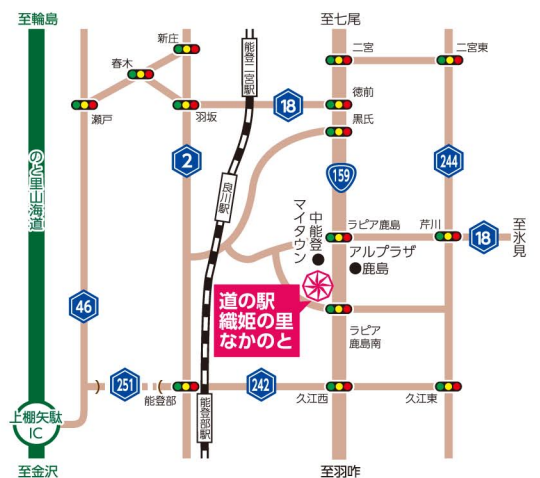 至輪島
至七尾
新庄
能登二宮駅
二宮
二宮東
春木
瀬戸
羽坂
18
徳前
黒氏
のと里山海道
2
良川駅
159
244
マイタウン
中能登
ラピア鹿島
芹川
18
至氷見
アルプラザ
鹿島
46
道の駅
織姫の里
なかのと
ラピア
鹿島南
251
能登部
242
久江西
久江東
上棚矢駄
IC
能登部駅
至金沢
至羽咋